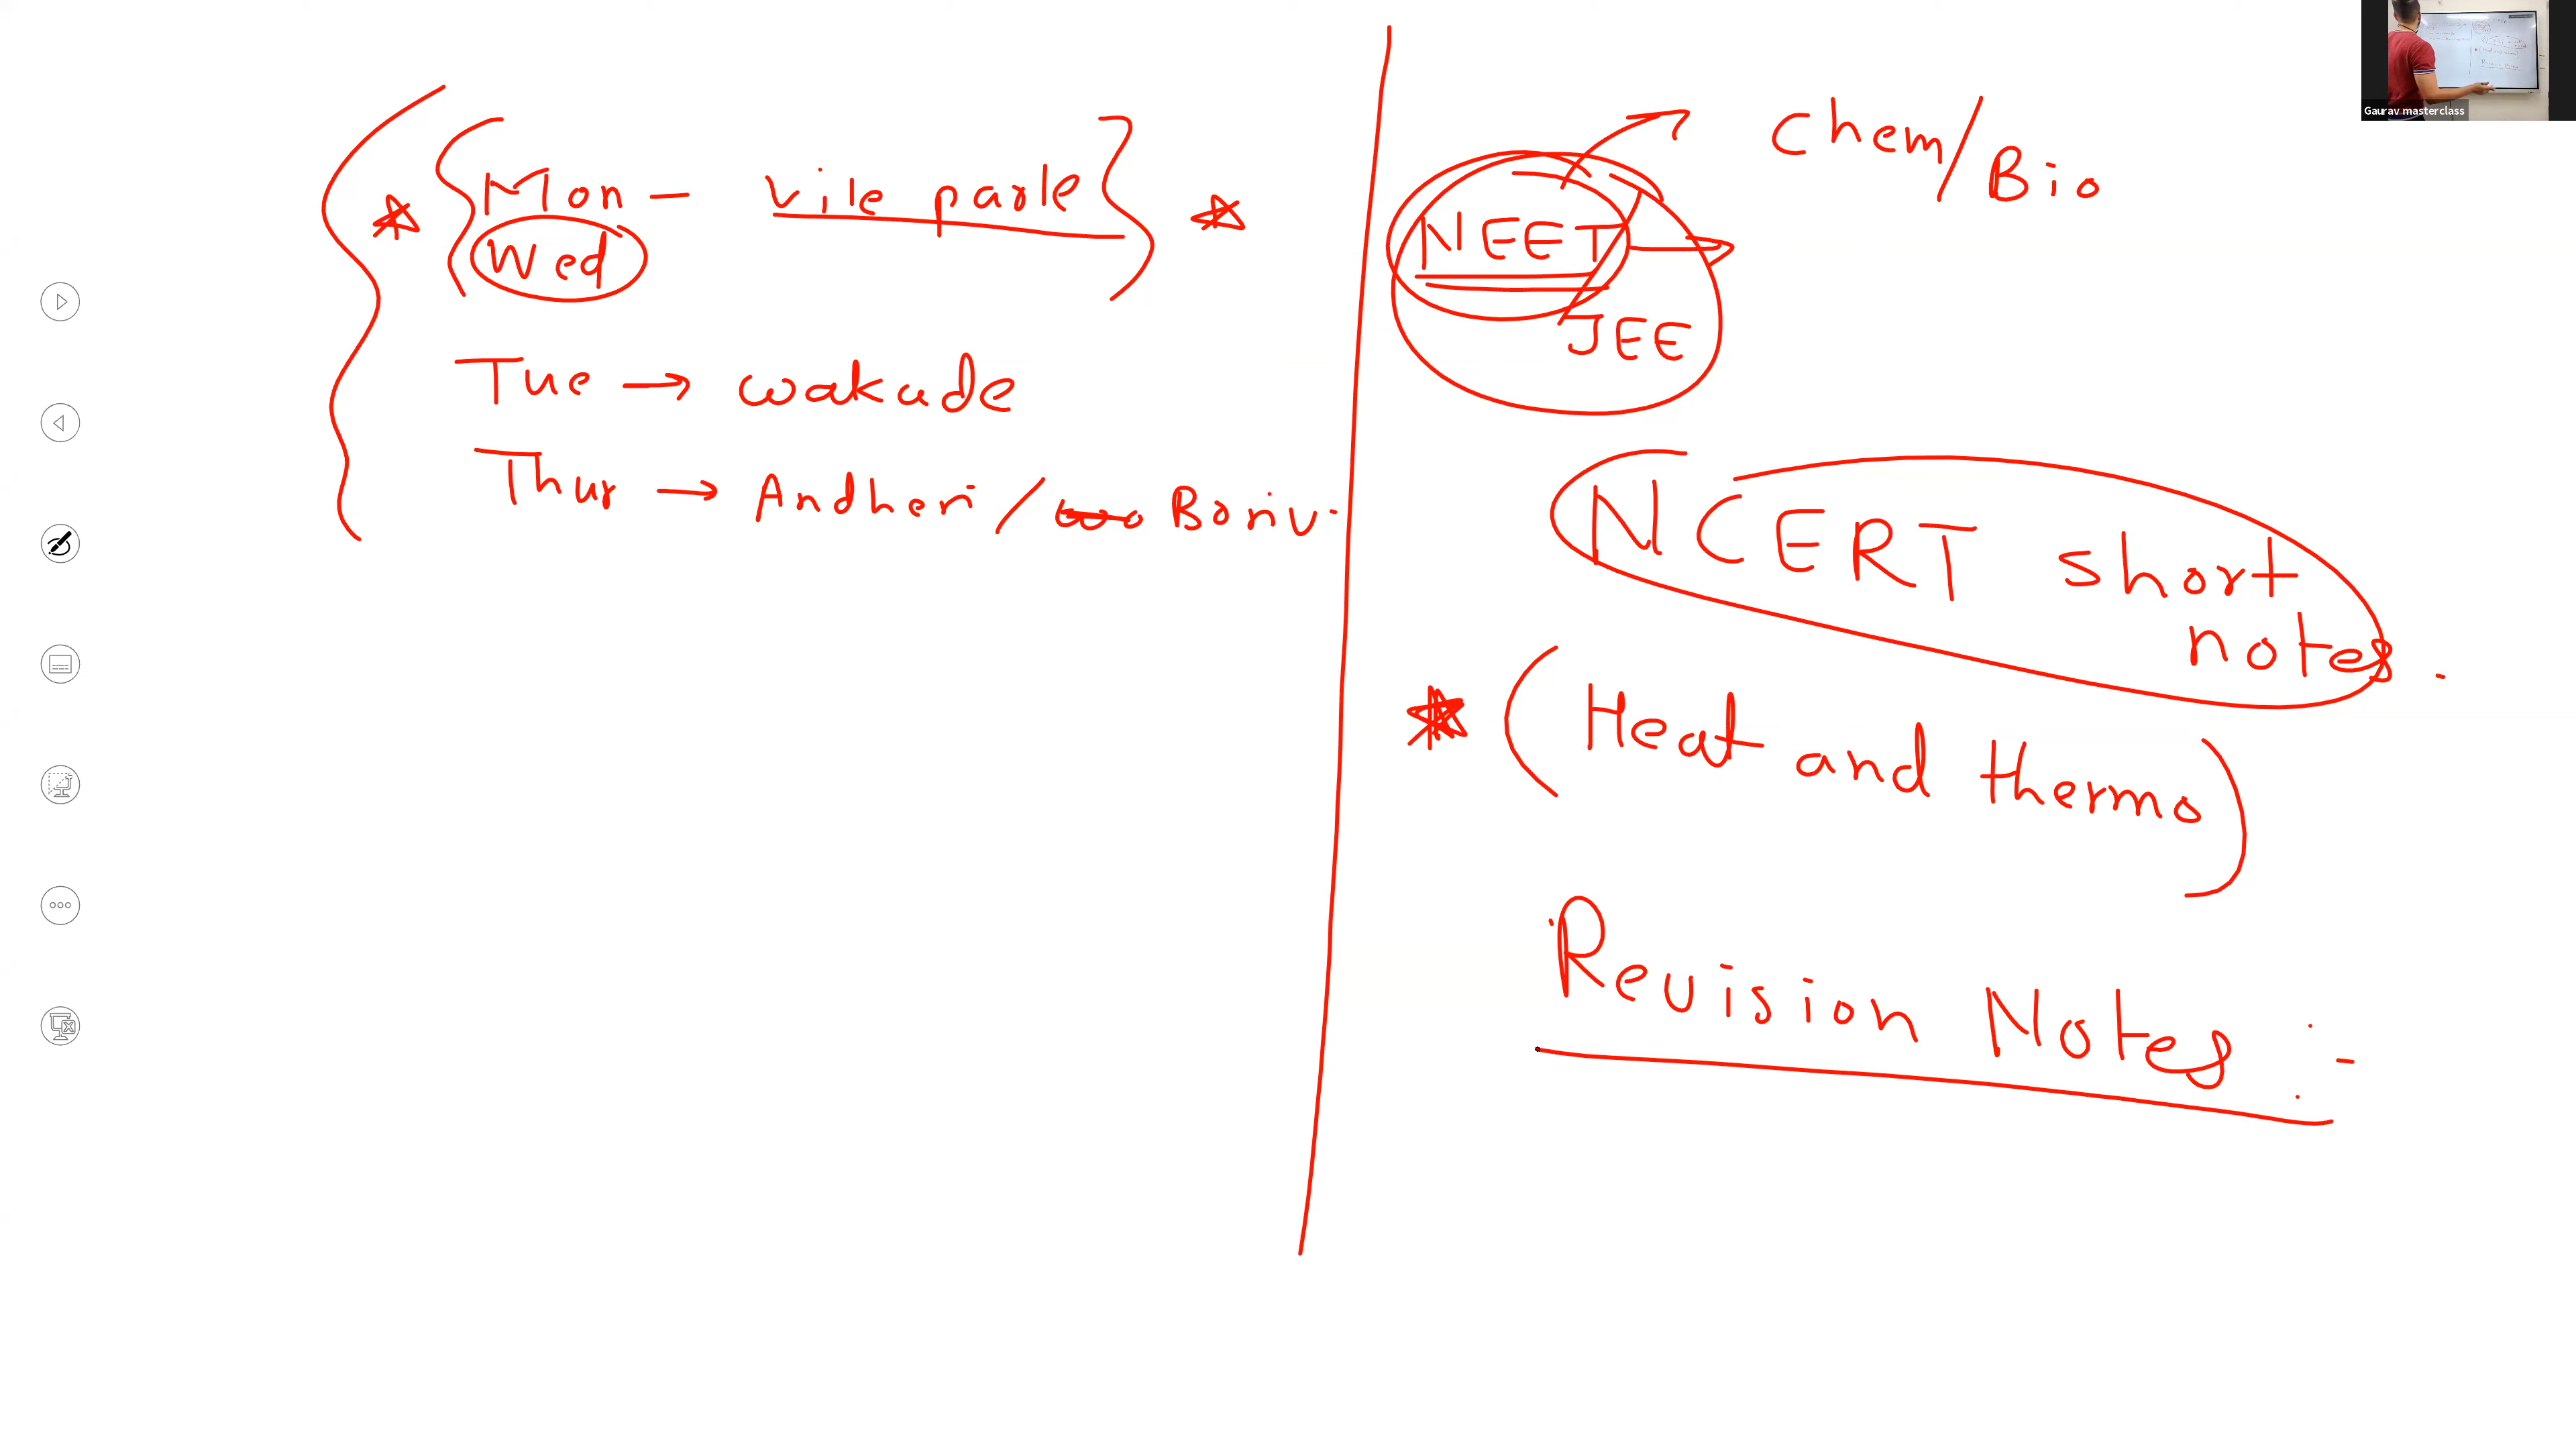 Mon - vile parle
Wed
Tue → wakade
Thur → Andheri / Boriv.
Chem/Bio
NEET/
JEE
NCERT short
notes.
(Heat and thermo)
Revision Notes :-
Gaurav masterclass